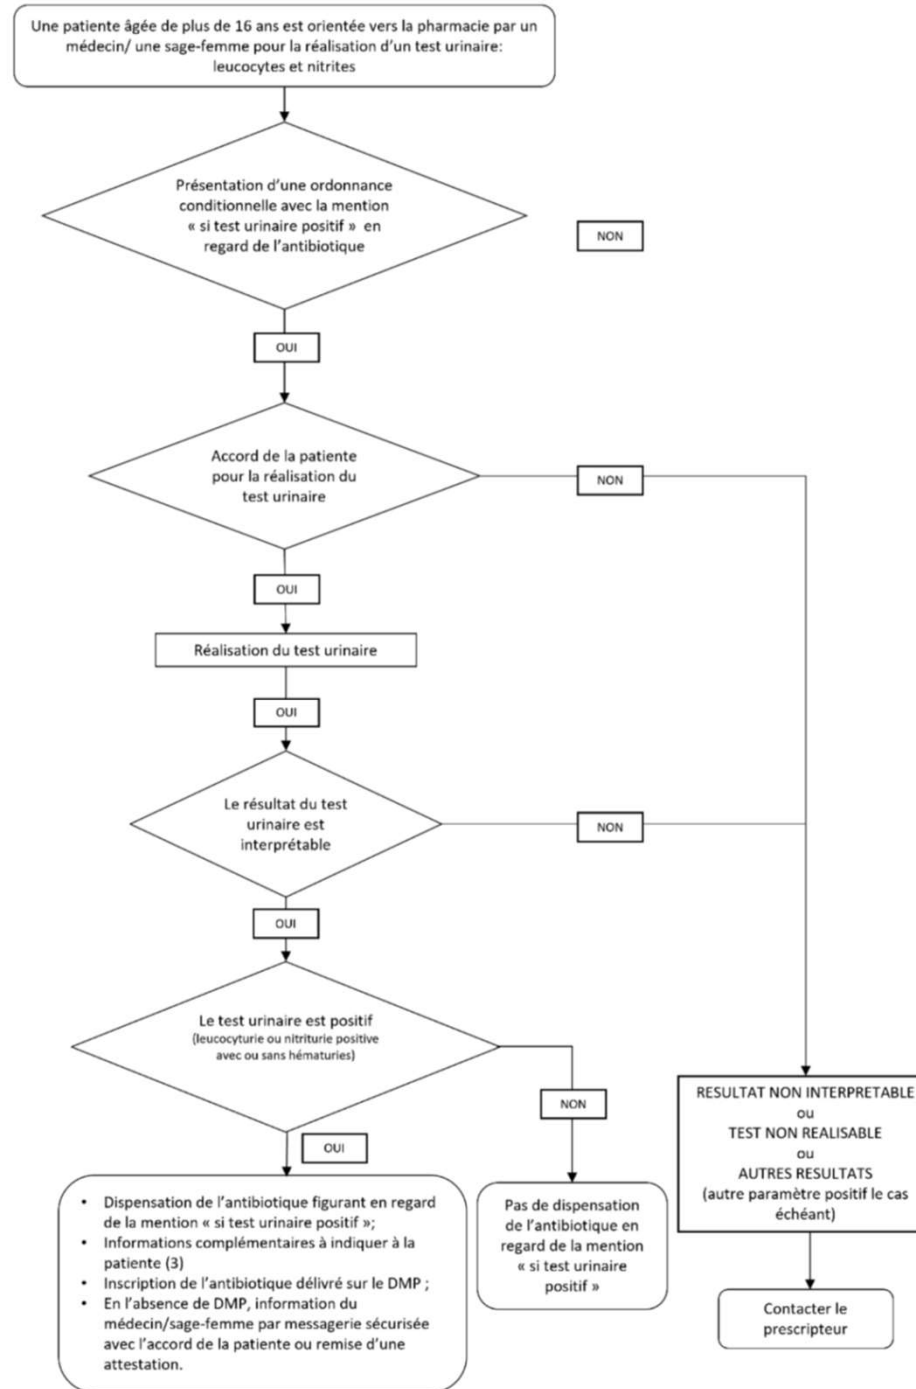 Une patiente âgée de plus de 16 ans est orientée vers la pharmacie par un
médecin/ une sage-femme pour la réalisation d'un test urinaire:
leucocytes et nitrites
Présentation d'une ordonnance
conditionnelle avec la mention
« si test urinaire positif » en
regard de l'antibiotique
NON
OUI
Accord de la patiente
pour la réalisation du
test urinaire
NON
OUI
Réalisation du test urinaire
OUI
Le résultat du test
urinaire est
interprétable
NON
OUI
Le test urinaire est positif
(leucocyturie ou nitriturie positive
avec ou sans hématuries)
NON
OUI
• Dispensation de l'antibiotique figurant en regard
de la mention « si test urinaire positif »;
• Informations complémentaires à indiquer à la
patiente (3)
• Inscription de l'antibiotique délivré sur le DMP ;
• En l'absence de DMP, information du
médecin/sage-femme par messagerie sécurisée
avec l'accord de la patiente ou remise d'une
attestation.
Pas de dispensation
de l'antibiotique en
regard de la mention
« si test urinaire
positif »
RESULTAT NON INTERPRETABLE
ou
TEST NON REALISABLE
ou
AUTRES RESULTATS
(autre paramètre positif le cas
échéant)
Contacter le
prescripteur